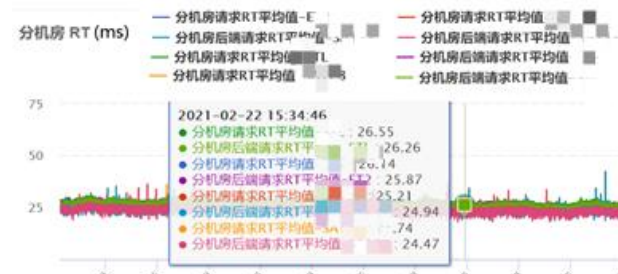 分机房 RT (ms)
分机房请求RT平均值-E
分机房请求RT平均值
分机房后端请求RT平均值-S
分机房后端请求RT平均值
分机房请求RT平均值
分机房后端请求RT平均值
分机房请求RT平均值
分机房后端请求RT平均值
75
50
25
2021-02-22 15:34:46
分机房请求RT平均值 : 26.55
分机房后端请求RT平均值 26.26
分机房请求RT平均值 : 26.14
分机房后端请求RT平均值 : 25.87
分机房请求RT平均值 25.21
分机房后端请求RT平均值 : 24.94
分机房请求RT平均值 .74
分机房后端请求RT平均值 : 24.47